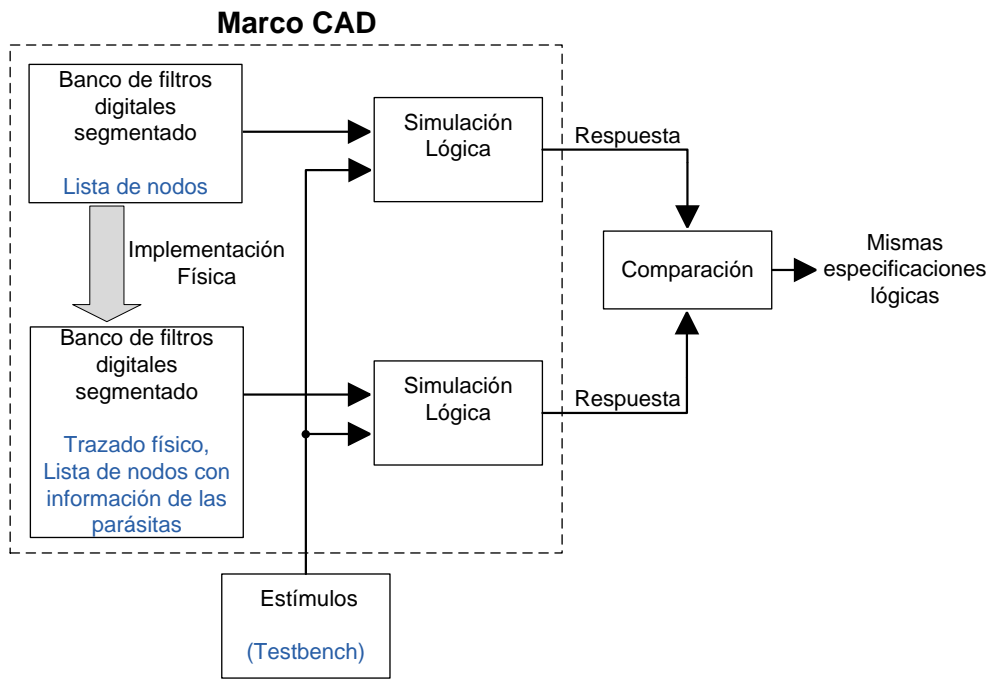 Marco CAD
Banco de filtros
digitales
segmentado
Lista de nodos
Simulación
Lógica
Respuesta
Implementación
Física
Comparación
Mismas
especificaciones
lógicas
Banco de filtros
digitales
segmentado
Trazado físico,
Lista de nodos con
información de las
parásitas
Simulación
Lógica
Respuesta
Estímulos
(Testbench)